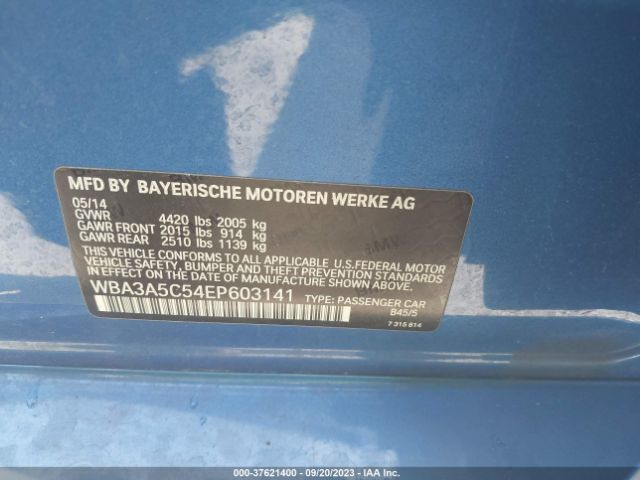 MFD BY BAYERISCHE MOTOREN WERKE AG
05/14
GVWR 4420 lbs 2005 kg
GAWR FRONT 2015 lbs 914 kg
GAWR REAR 2510 lbs 1139 kg
THIS VEHICLE CONFORMS TO ALL APPLICABLE U.S.FEDERAL MOTOR
VEHICLE SAFETY, BUMPER, AND THEFT PREVENTION STANDARDS
IN EFFECT ON THE DATE OF MANUFACTURE SHOWN ABOVE.
WBA3A5C54EP603141 TYPE: PASSENGER CAR
B45/5
7 315 814
000-37621400 - 09/20/2023 - IAA Inc.